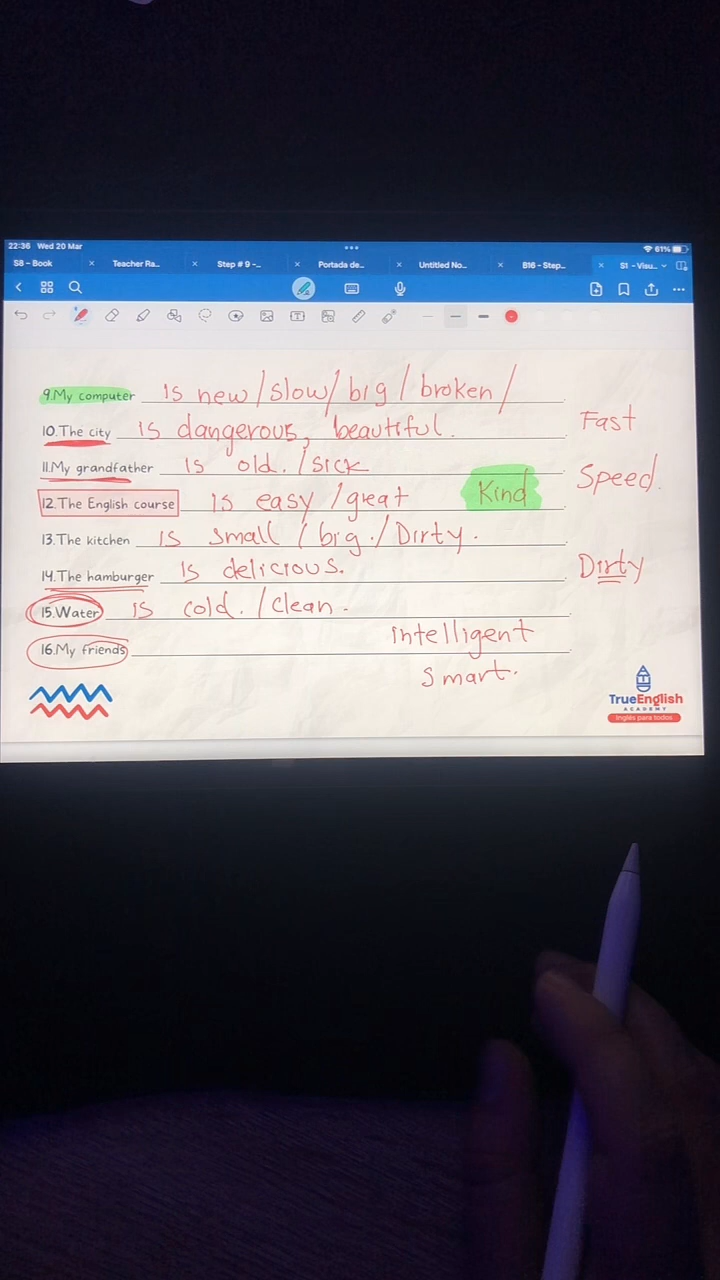 22:36 Wed 20 Mar
61%
S8 - Book
Teacher Ra...
Step # 9 -...
Portada de...
Untitled No...
B16 - Step...
S1 - Visu...
9.My computer is new / slow / big / broken /
Fast
10.The city is dangerous, beautiful.
11.My grandfather is old. / sick
Speed.
12.The English course is easy / great Kind
13.The kitchen is small / big. / Dirty.
14.The hamburger is delicious.
Dirty
15.Water is cold. / clean.
intelligent
16.My friends
smart.
TrueEnglish
ACADEMY
Inglés para todos